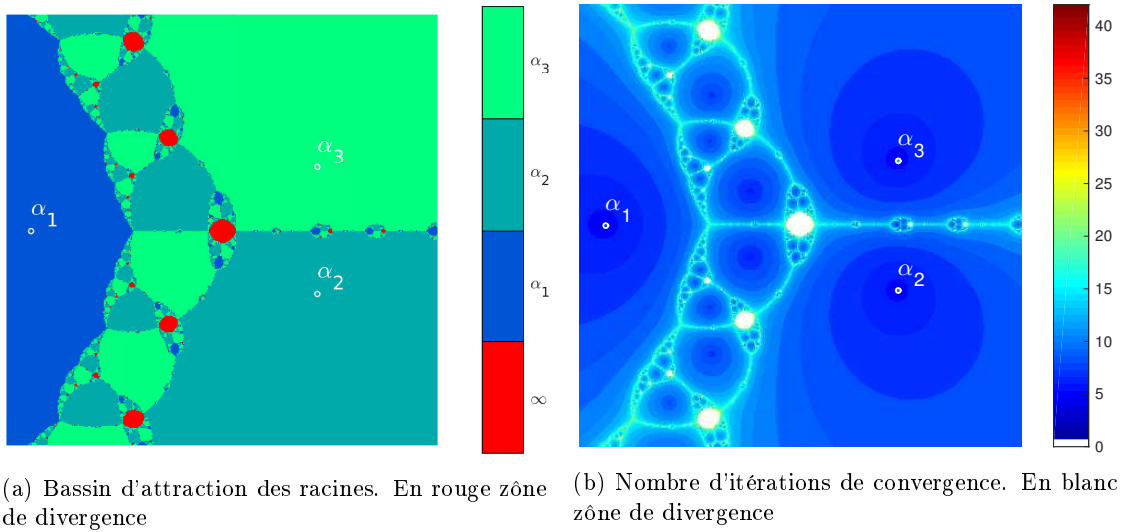 α₁
α₃
α₂
α₃
α₂
α₁
∞
α₁
α₃
α₂
40
35
30
25
20
15
10
5
0
(a) Bassin d'attraction des racines. En rouge zône
de divergence
(b) Nombre d'itérations de convergence. En blanc
zône de divergence